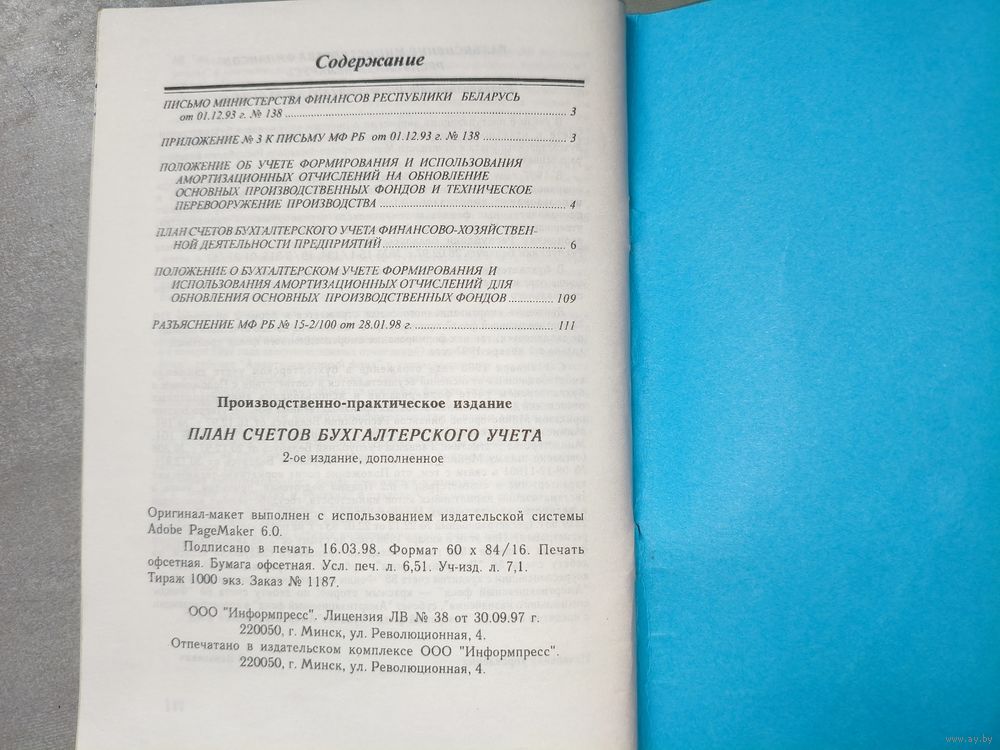 Содержание
ПИСЬМО МИНИСТЕРСТВА ФИНАНСОВ РЕСПУБЛИКИ БЕЛАРУСЬ
от 01.12.93 г. № 138 ........ 3
ПРИЛОЖЕНИЕ № 3 К ПИСЬМУ МФ РБ от 01.12.93 г. № 138 ........ 3
ПОЛОЖЕНИЕ ОБ УЧЕТЕ ФОРМИРОВАНИЯ И ИСПОЛЬЗОВАНИЯ
АМОРТИЗАЦИОННЫХ ОТЧИСЛЕНИЙ НА ОБНОВЛЕНИЕ
ОСНОВНЫХ ПРОИЗВОДСТВЕННЫХ ФОНДОВ И ТЕХНИЧЕСКОЕ
ПЕРЕВООРУЖЕНИЕ ПРОИЗВОДСТВА ........ 4
ПЛАН СЧЕТОВ БУХГАЛТЕРСКОГО УЧЕТА ФИНАНСОВО-ХОЗЯЙСТВЕН-
НОЙ ДЕЯТЕЛЬНОСТИ ПРЕДПРИЯТИЙ ........ 6
ПОЛОЖЕНИЕ О БУХГАЛТЕРСКОМ УЧЕТЕ ФОРМИРОВАНИЯ И
ИСПОЛЬЗОВАНИЯ АМОРТИЗАЦИОННЫХ ОТЧИСЛЕНИЙ ДЛЯ
ОБНОВЛЕНИЯ ОСНОВНЫХ ПРОИЗВОДСТВЕННЫХ ФОНДОВ ........ 109
РАЗЪЯСНЕНИЕ МФ РБ № 15-2/100 от 28.01.98 г. ........ 111
Производственно-практическое издание
ПЛАН СЧЕТОВ БУХГАЛТЕРСКОГО УЧЕТА
2-ое издание, дополненное
Оригинал-макет выполнен с использованием издательской системы
Adobe PageMaker 6.0.
Подписано в печать 16.03.98. Формат 60 x 84/16. Печать
офсетная. Бумага офсетная. Усл. печ. л. 6,51. Уч-изд. л. 7,1.
Тираж 1000 экз. Заказ № 1187.
ООО "Информпресс". Лицензия ЛВ № 38 от 30.09.97 г.
220050, г. Минск, ул. Революционная, 4.
Отпечатано в издательском комплексе ООО "Информпресс".
220050, г. Минск, ул. Революционная, 4.
www.ay.by